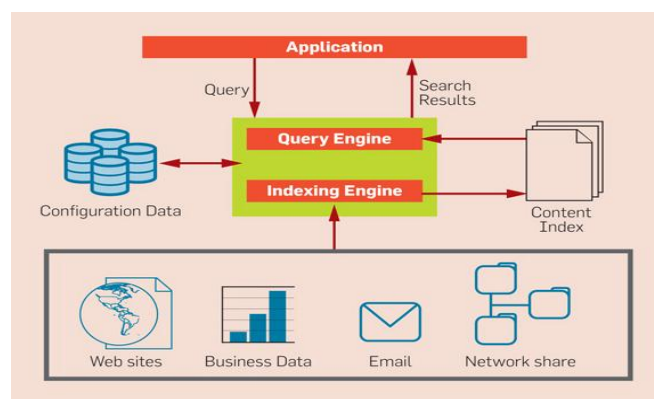 Application
Query
Search
Results
Query Engine
Indexing Engine
Configuration Data
Content
Index
Web sites
Business Data
Email
Network share